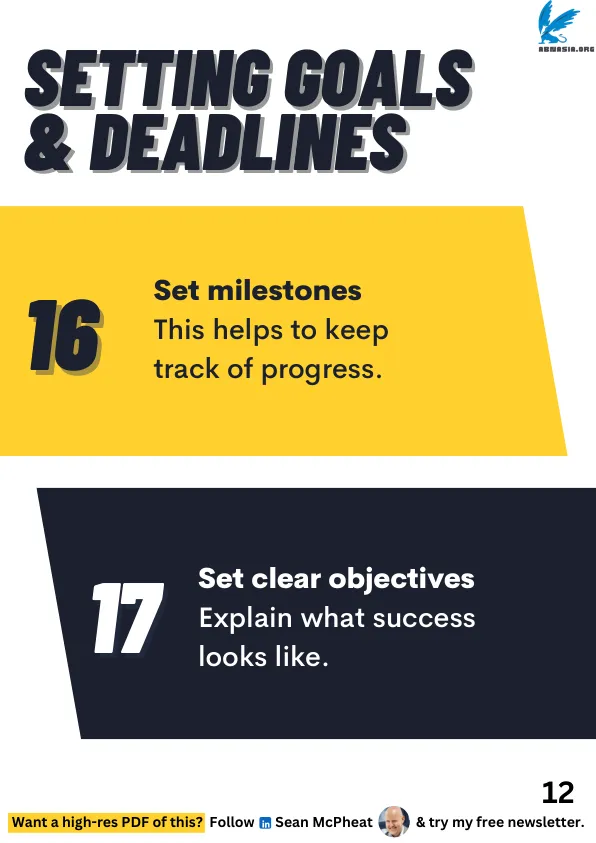 ABNASIA.ORG
SETTING GOALS
& DEADLINES
16
Set milestones
This helps to keep
track of progress.
17
Set clear objectives
Explain what success
looks like.
12
Want a high-res PDF of this? Follow in Sean McPheat & try my free newsletter.